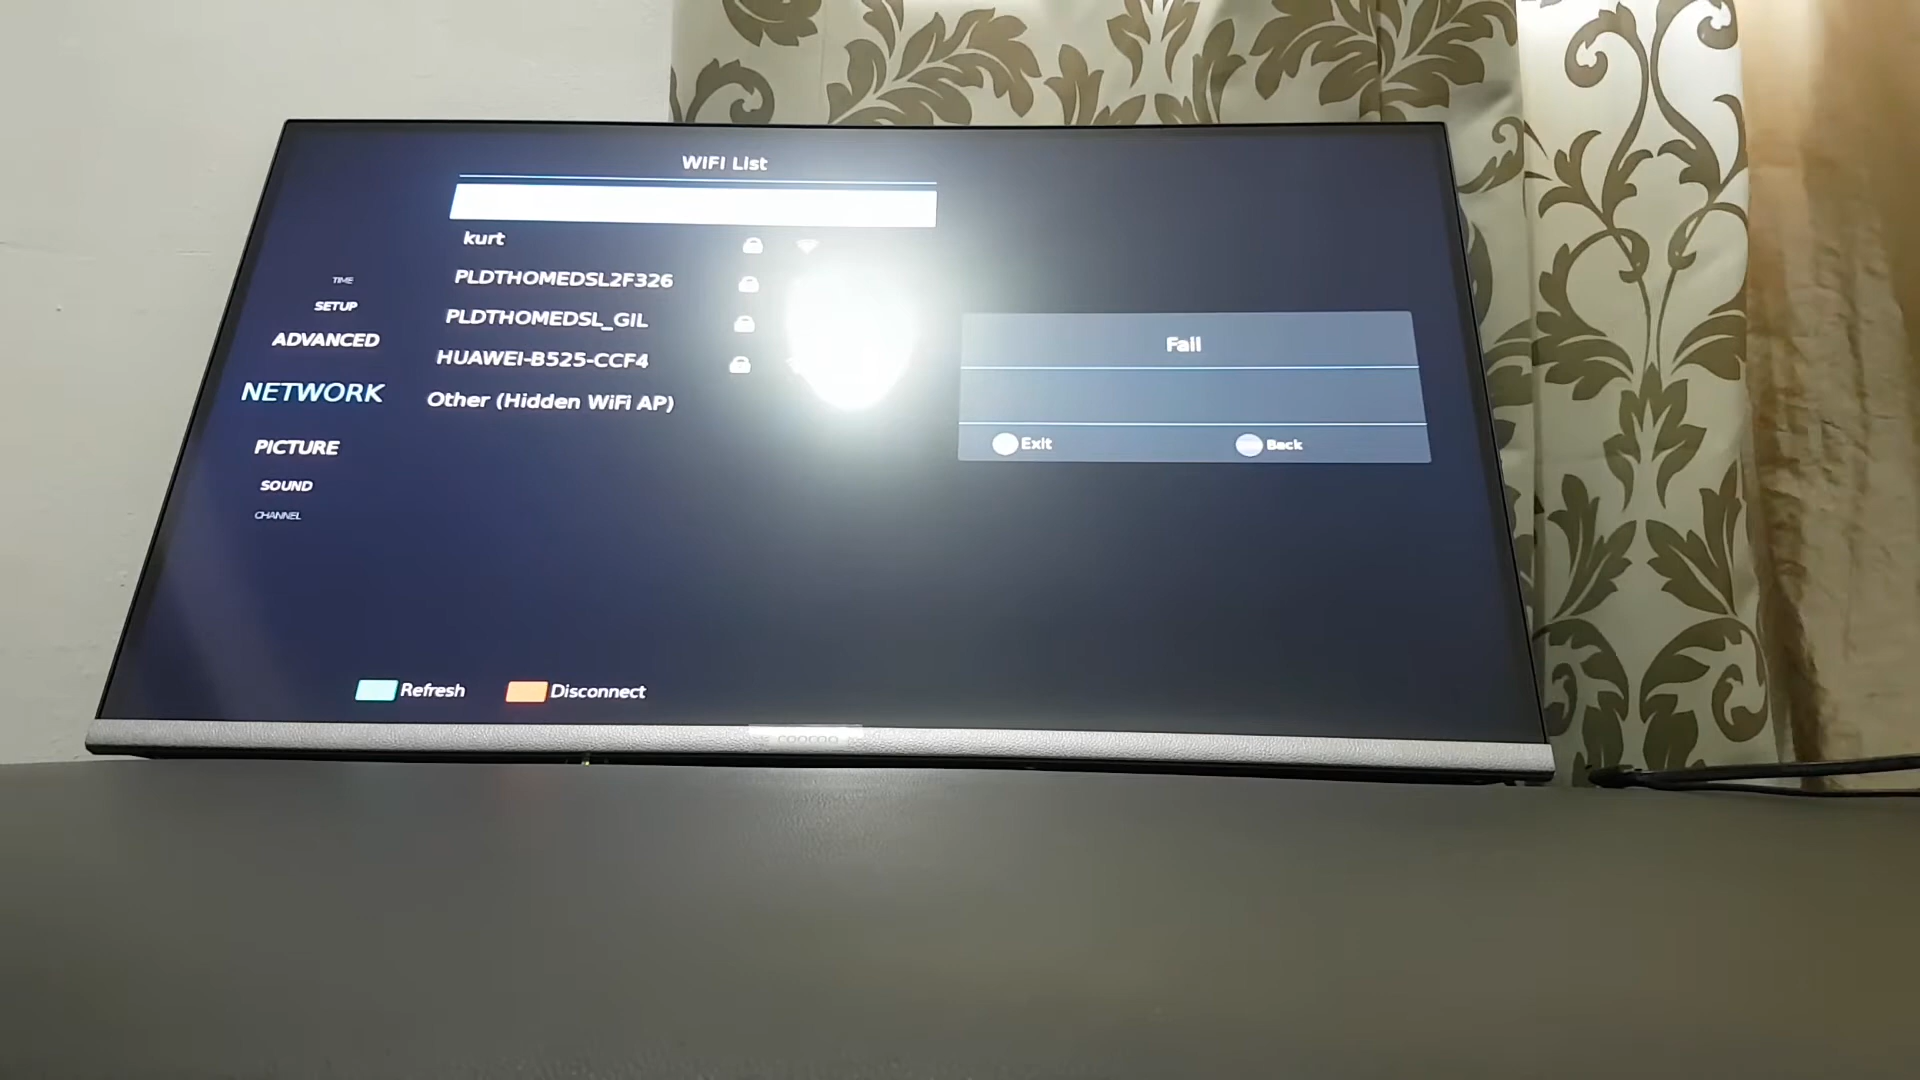 WiFi List
kurt
PLDTHOMEDSL2F326
PLDTHOMEDSL_GIL
HUAWEI-B525-CCF4
Other (Hidden WiFi AP)
TIME
SETUP
ADVANCED
NETWORK
PICTURE
SOUND
CHANNEL
Fail
Exit
Back
Refresh
Disconnect
coocaa